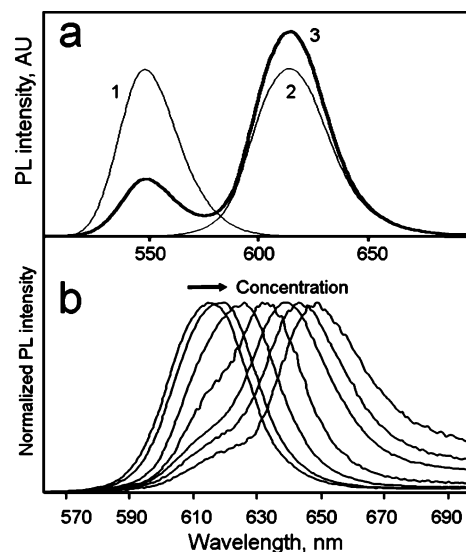 a
PL intensity, AU
1
3
2
550 600 650
b
Concentration
Normalized PL intensity
570 590 610 630 650 670 690
Wavelength, nm